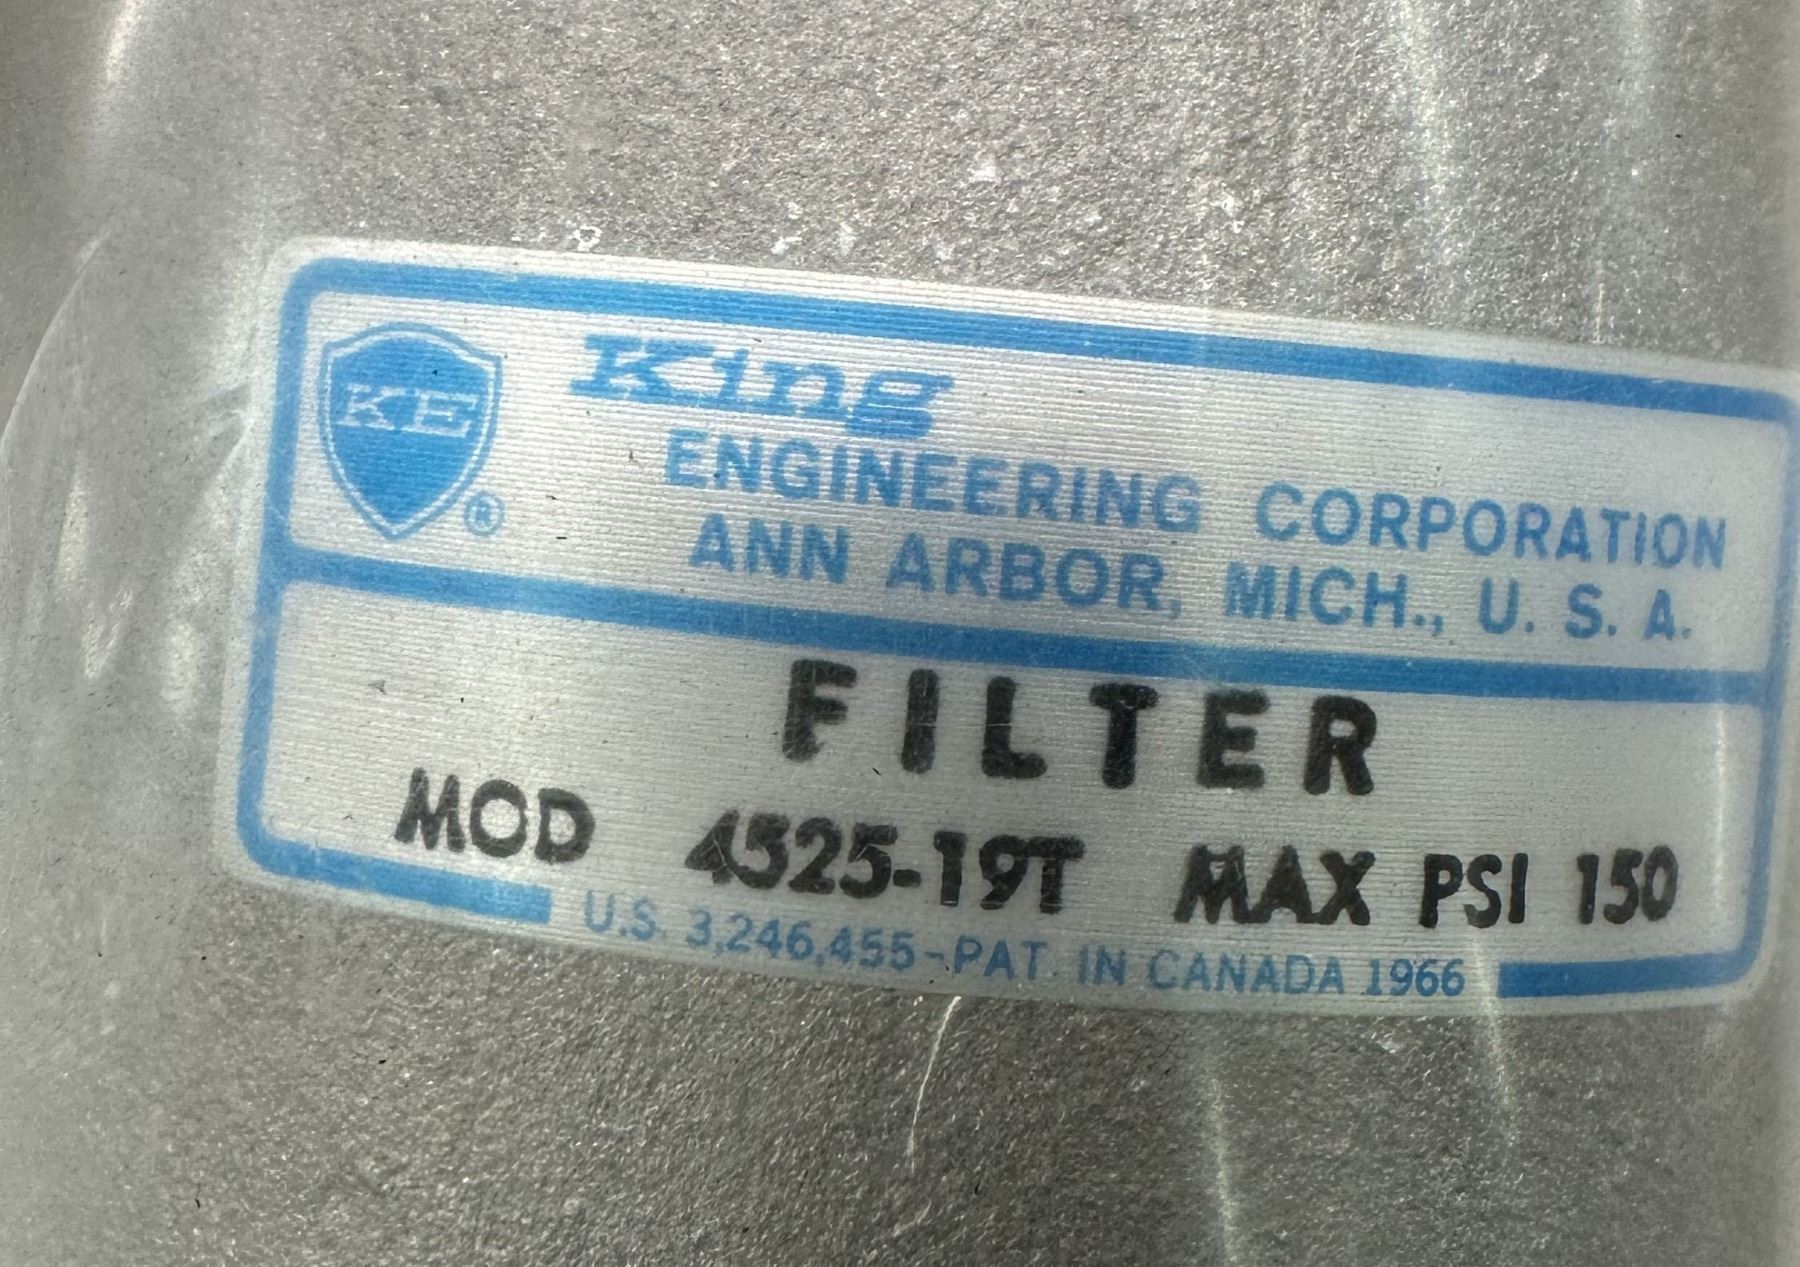 KE
®
King
ENGINEERING CORPORATION
ANN ARBOR, MICH., U. S. A.
FILTER
MOD 4525-19T MAX PSI 150
U.S. 3,246,455-PAT. IN CANADA 1966